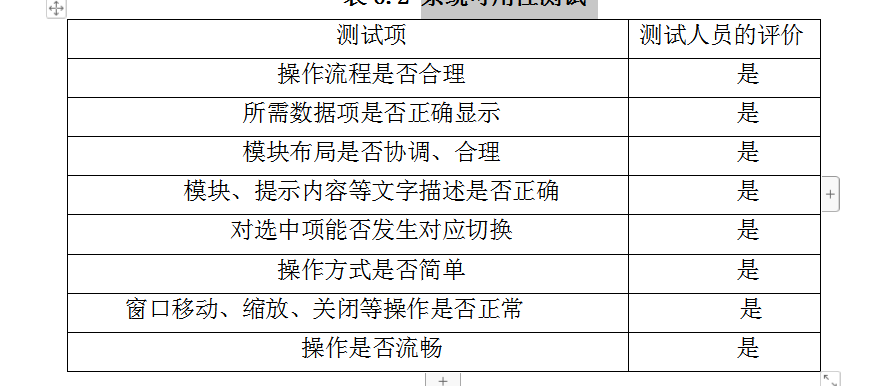 表6.2 系统可用性测试
测试项 测试人员的评价
操作流程是否合理 是
所需数据项是否正确显示 是
模块布局是否协调、合理 是
模块、提示内容等文字描述是否正确 是
对选中项能否发生对应切换 是
操作方式是否简单 是
窗口移动、缩放、关闭等操作是否正常 是
操作是否流畅 是